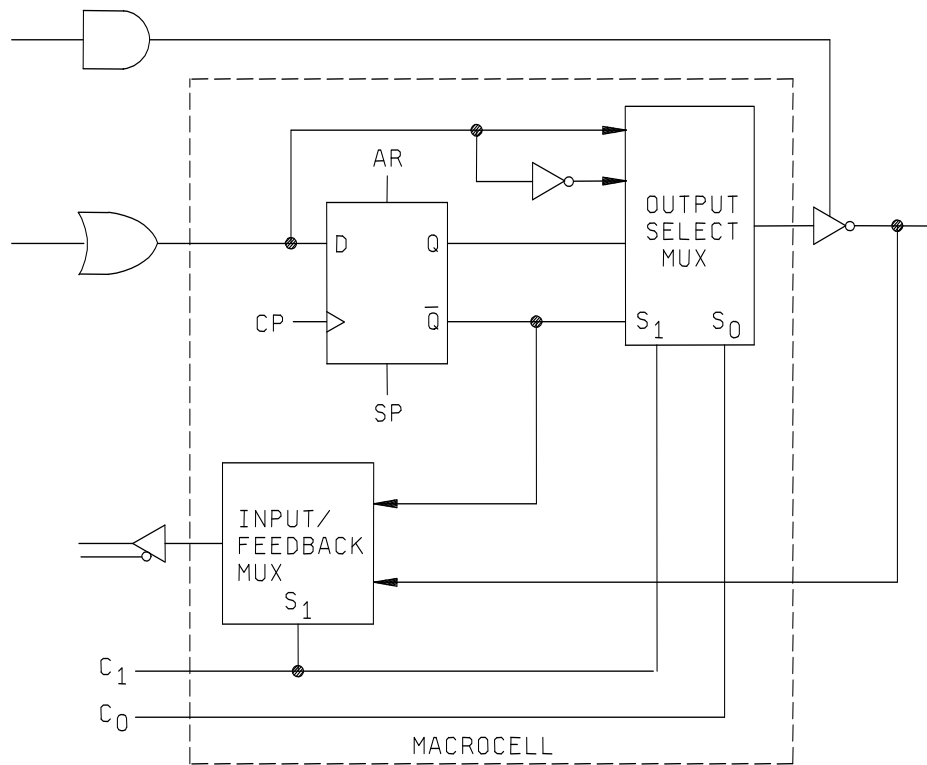 AR
OUTPUT
SELECT
MUX
D Q
CP Q̅ S₁ S₀
SP
INPUT/
FEEDBACK
MUX
S₁
C₁
C₀
MACROCELL